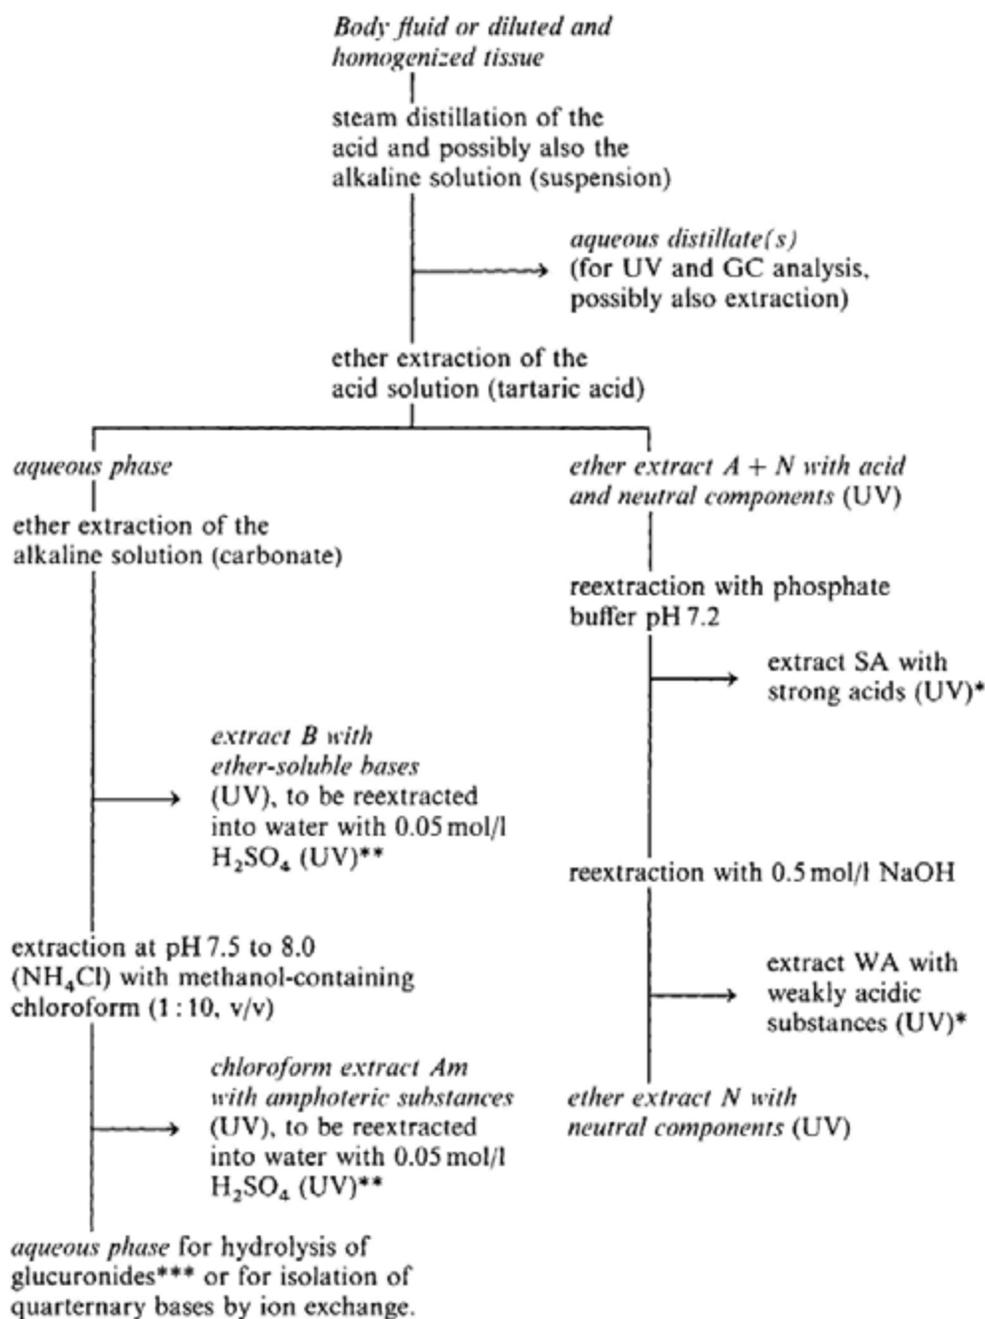 Body fluid or diluted and
homogenized tissue
steam distillation of the
acid and possibly also the
alkaline solution (suspension)
aqueous distillate(s)
(for UV and GC analysis,
possibly also extraction)
ether extraction of the
acid solution (tartaric acid)
aqueous phase
ether extraction of the
alkaline solution (carbonate)
extract B with
ether-soluble bases
(UV), to be reextracted
into water with 0.05 mol/l
H₂SO₄ (UV)**
extraction at pH 7.5 to 8.0
(NH₄Cl) with methanol-containing
chloroform (1 : 10, v/v)
chloroform extract Am
with amphoteric substances
(UV), to be reextracted
into water with 0.05 mol/l
H₂SO₄ (UV)**
aqueous phase for hydrolysis of
glucuronides*** or for isolation of
quarternary bases by ion exchange.
ether extract A + N with acid
and neutral components (UV)
reextraction with phosphate
buffer pH 7.2
extract SA with
strong acids (UV)*
reextraction with 0.5 mol/l NaOH
extract WA with
weakly acidic
substances (UV)*
ether extract N with
neutral components (UV)